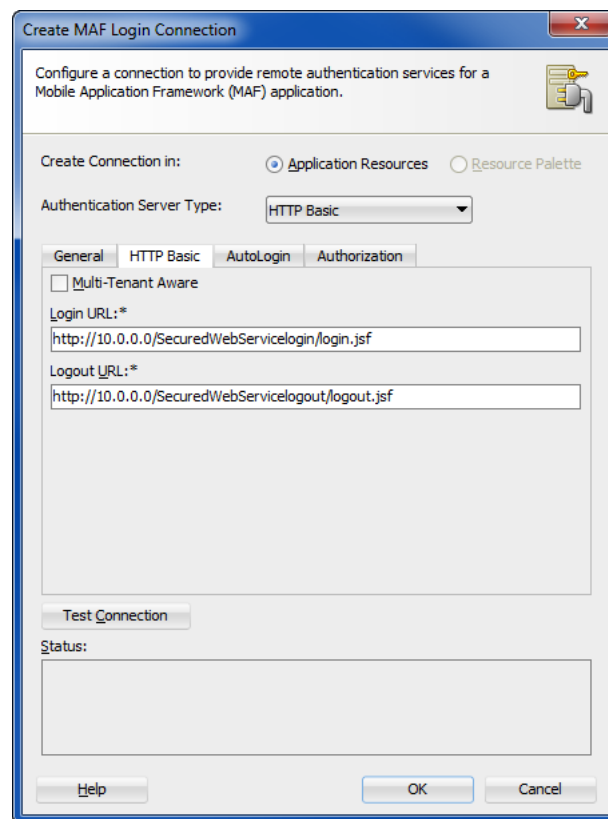 Create MAF Login Connection
Configure a connection to provide remote authentication services for a
Mobile Application Framework (MAF) application.
Create Connection in: Application Resources Resource Palette
Authentication Server Type: HTTP Basic
General HTTP Basic AutoLogin Authorization
Multi-Tenant Aware
Login URL:*
http://10.0.0.0/SecuredWebServicelogin/login.jsf
Logout URL:*
http://10.0.0.0/SecuredWebServicelogout/logout.jsf
Test Connection
Status:
Help OK Cancel